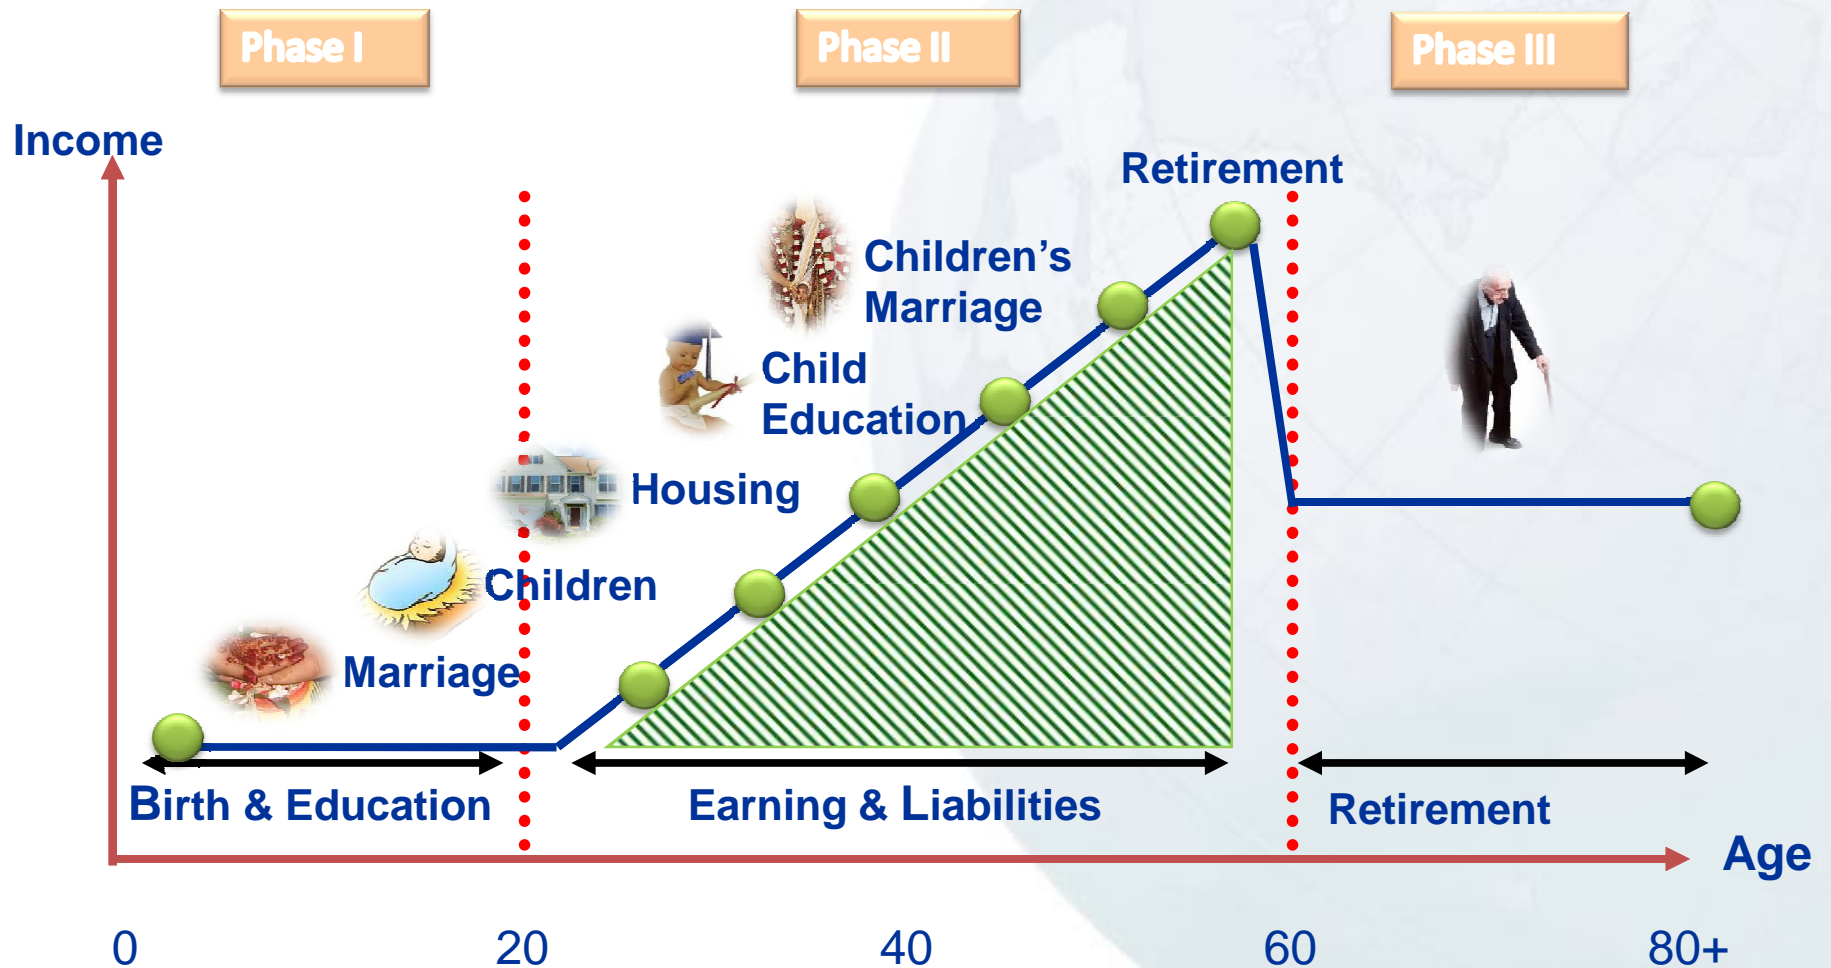 Phase I
Phase II
Phase III
Income
Retirement
Children’s
Marriage
Child
Education
Housing
Children
Marriage
Birth & Education
Earning & Liabilities
Retirement
Age
0
20
40
60
80+